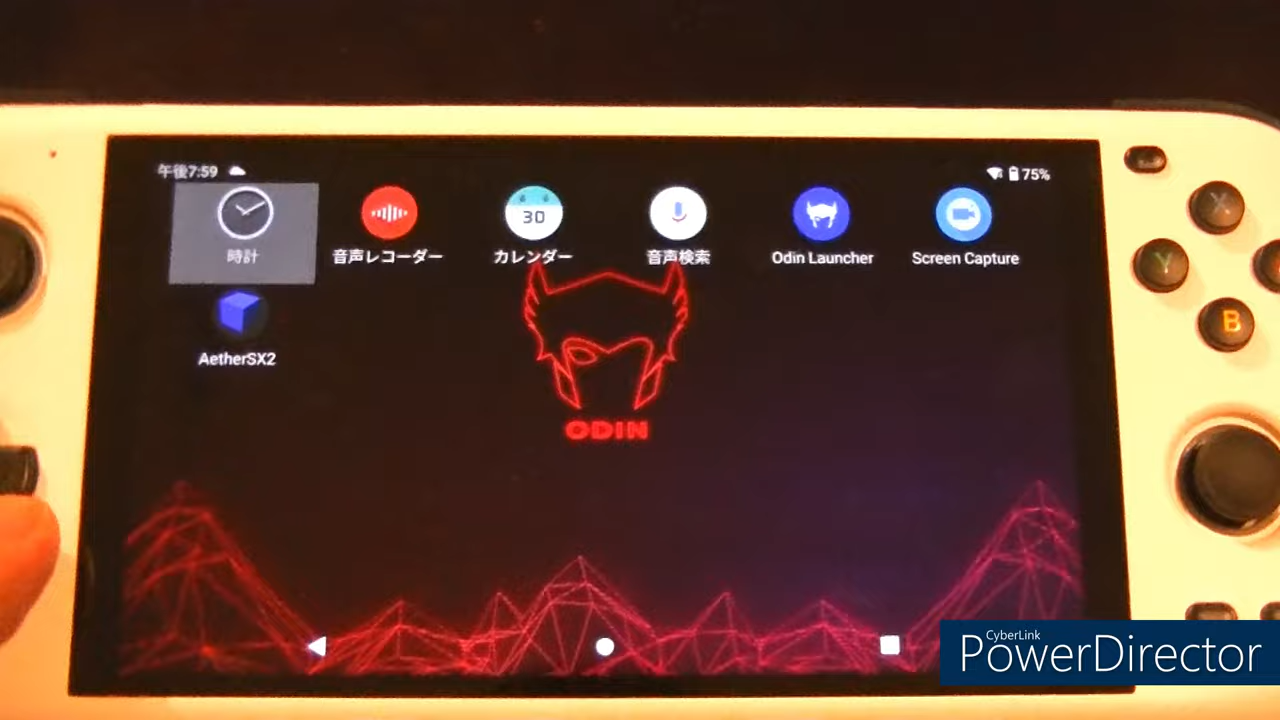 午後7:59
75%
時計
音声レコーダー
カレンダー
30
音声検索
Odin Launcher
Screen Capture
AetherSX2
ODIN
X
Y
B
CyberLink
PowerDirector